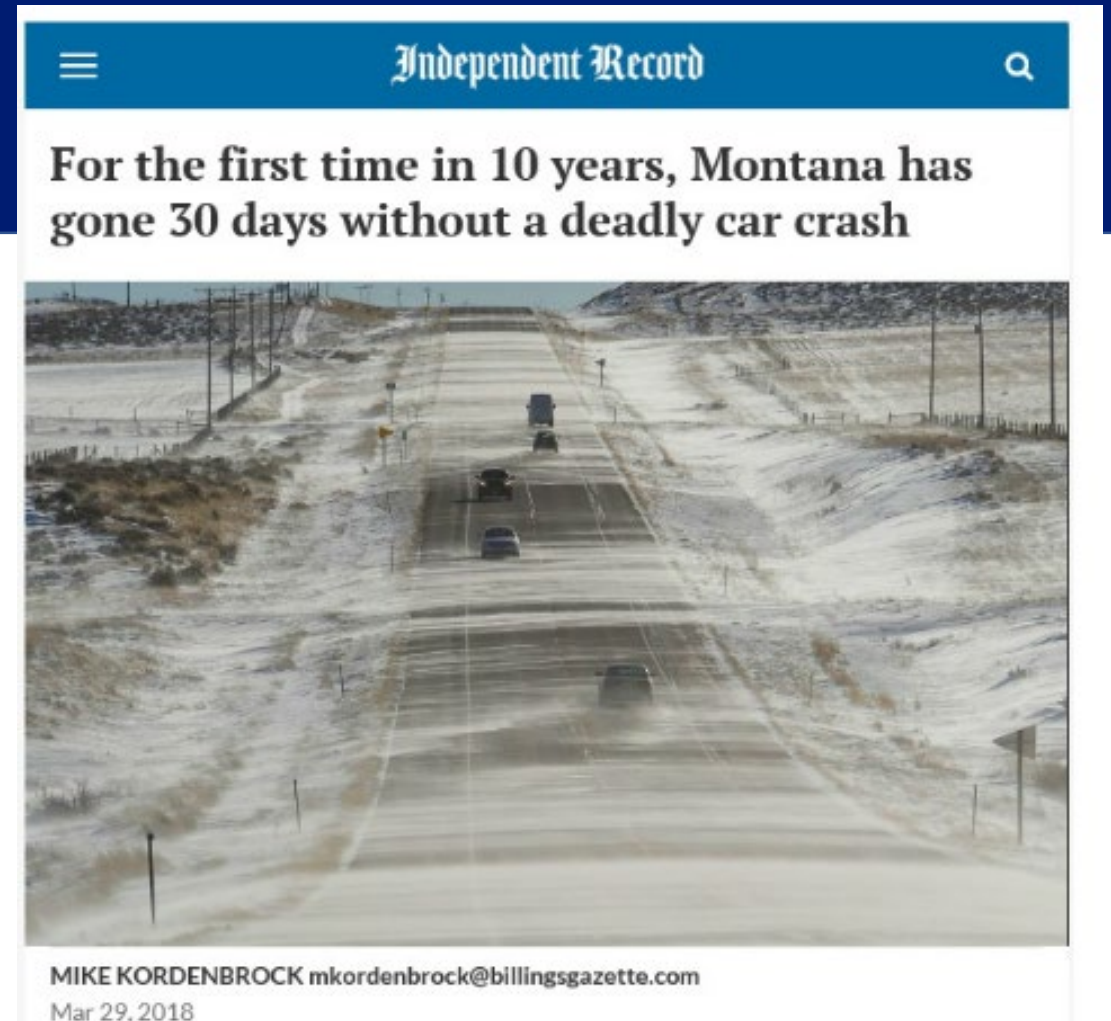 Independent Record
For the first time in 10 years, Montana has
gone 30 days without a deadly car crash
MIKE KORDENBROCK mkordenbrock@billingsgazette.com
Mar 29, 2018